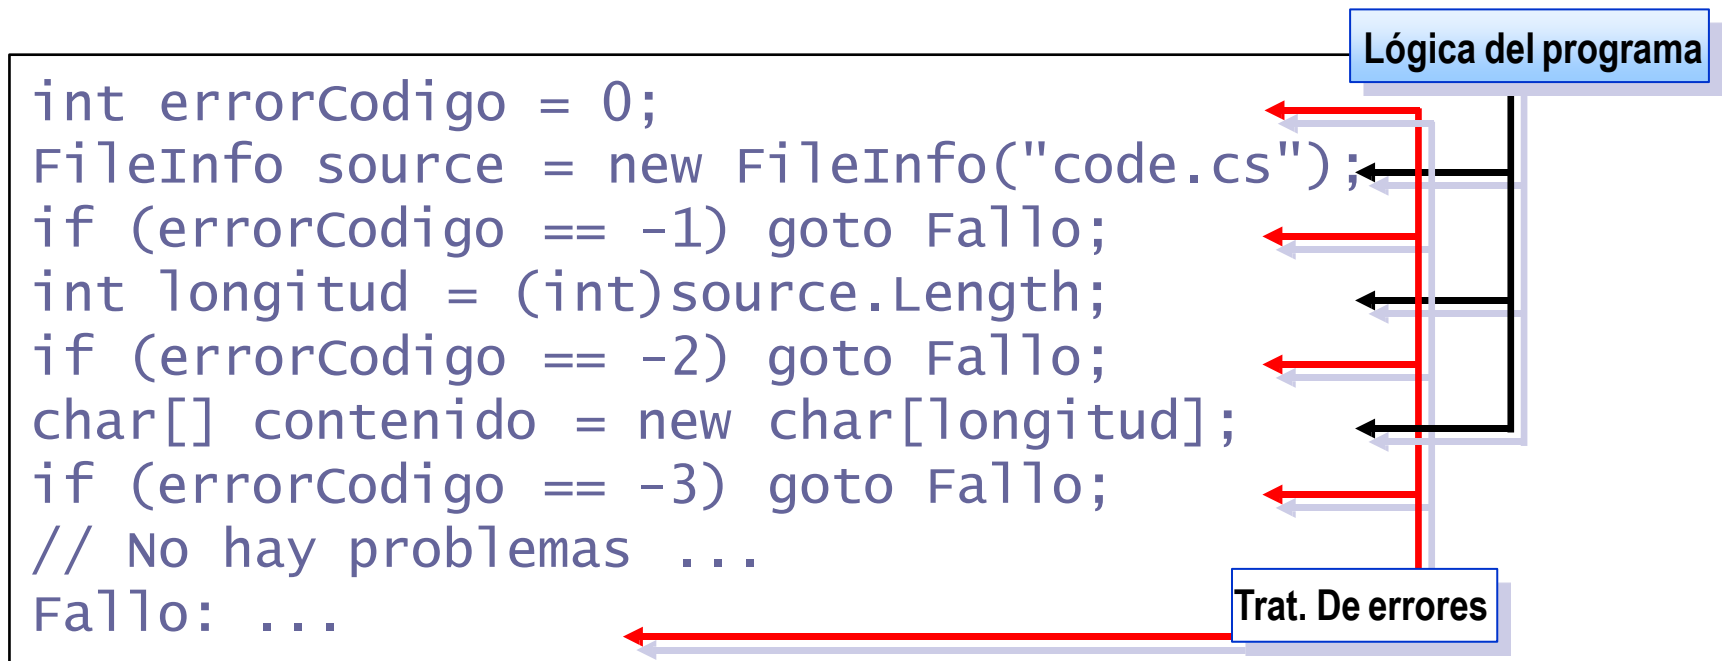 Lógica del programa
int errorCodigo = 0;
FileInfo source = new FileInfo("code.cs");
if (errorCodigo == -1) goto Fallo;
int longitud = (int)source.Length;
if (errorCodigo == -2) goto Fallo;
char[] contenido = new char[longitud];
if (errorCodigo == -3) goto Fallo;
// No hay problemas ...
Fallo: ...
Trat. De errores